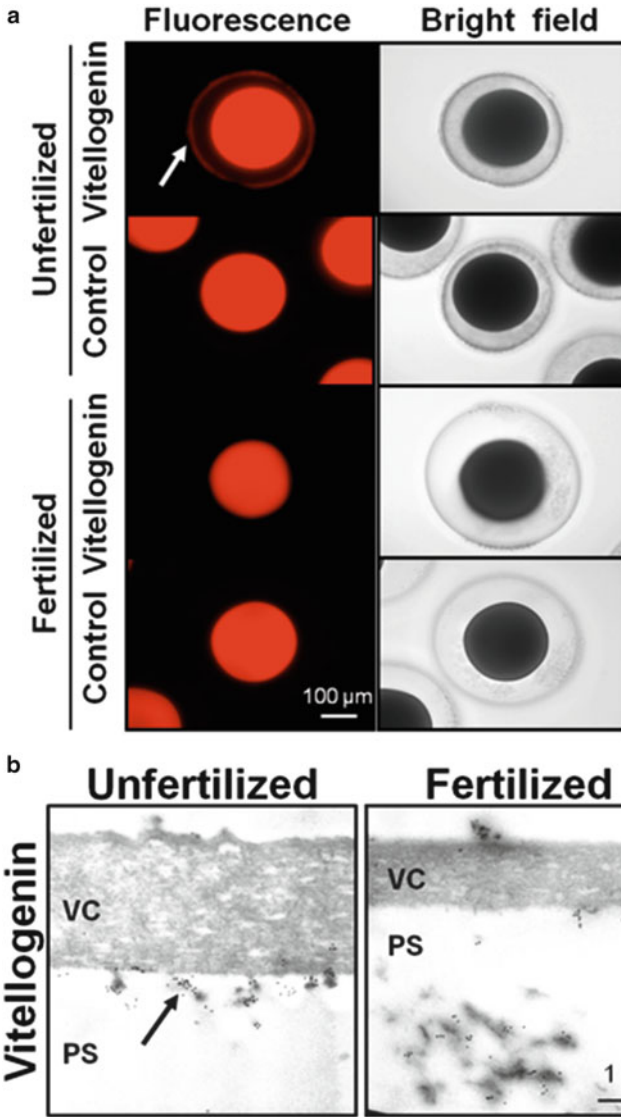 a
Fluorescence Bright field
Unfertilized
Vitellogenin
Control
Fertilized
Vitellogenin
Control
100 µm
b
Unfertilized Fertilized
Vitellogenin
VC
PS
VC
PS
1